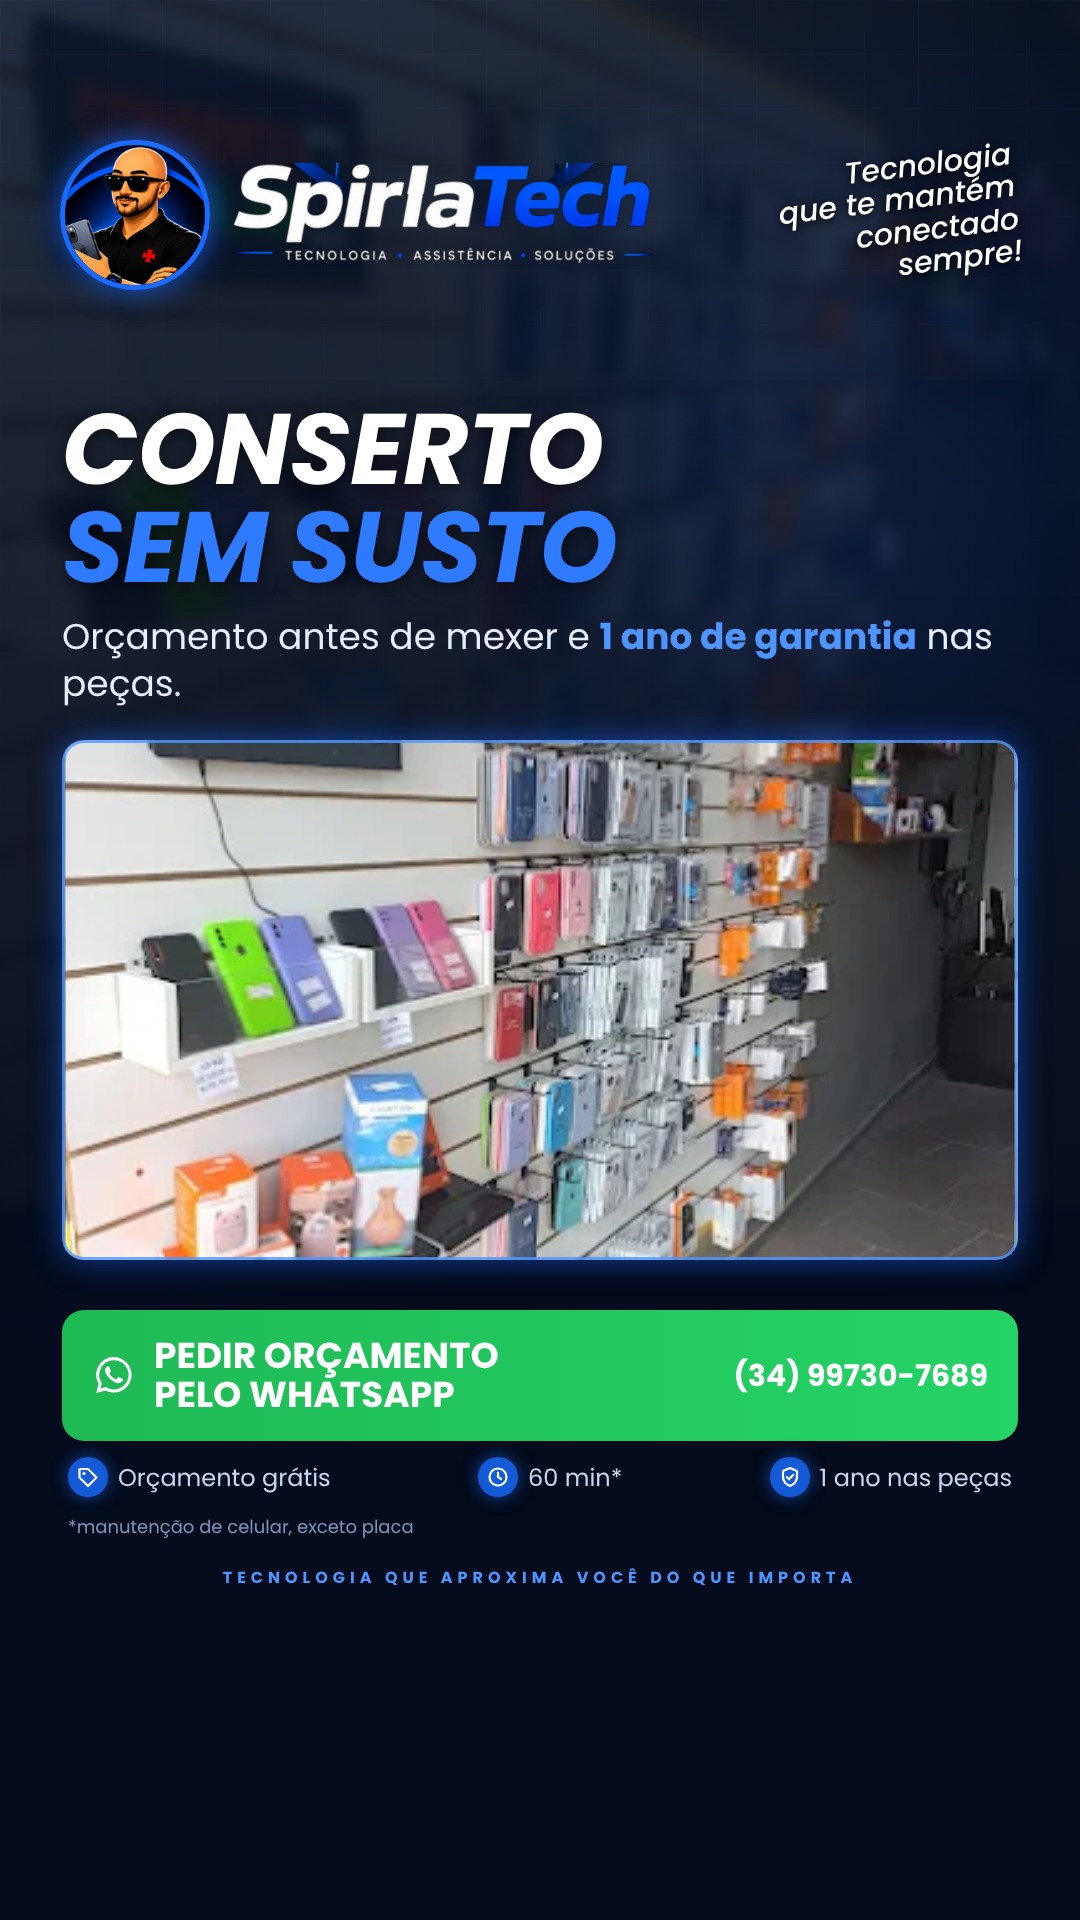 SpirlaTech
TECNOLOGIA • ASSISTÊNCIA • SOLUÇÕES
Tecnologia
que te mantém
conectado
sempre!
CONSERTO
SEM SUSTO
Orçamento antes de mexer e 1 ano de garantia nas
peças.
PEDIR ORÇAMENTO
PELO WHATSAPP
(34) 99730-7689
Orçamento grátis
60 min*
1 ano nas peças
*manutenção de celular, exceto placa
TECNOLOGIA QUE APROXIMA VOCÊ DO QUE IMPORTA